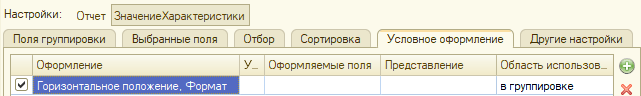 Настройки: Отчет ЗначениеХарактеристики
Поля группировки Выбранные поля Отбор Сортировка Условное оформление Другие настройки
Оформление У... Оформляемые поля Представление Область использов...
Горизонтальное положение, Формат в группировке